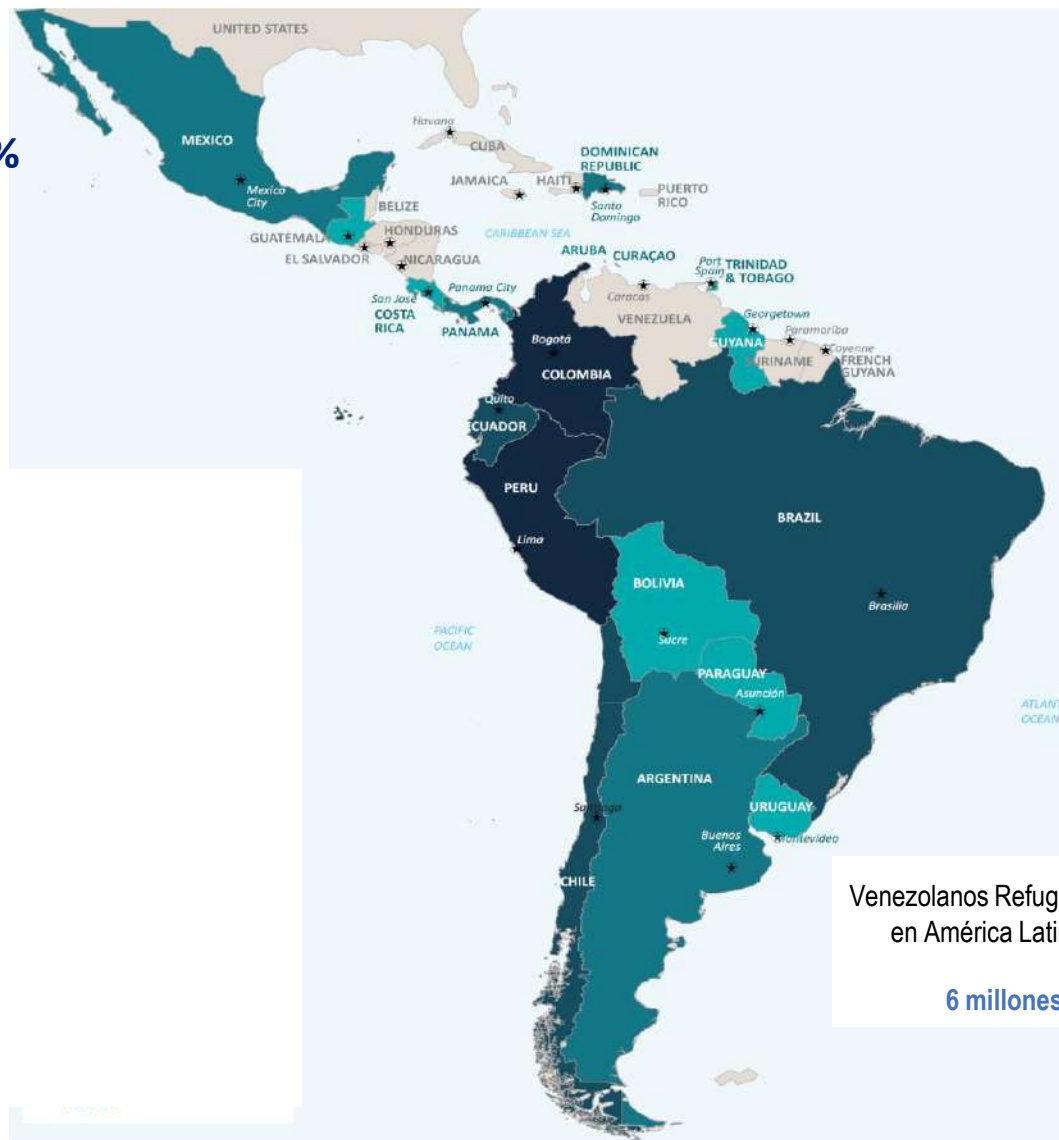 UNITED STATES
%
MEXICO
Mexico
City
Havana
CUBA
DOMINICAN
REPUBLIC
JAMAICA
HAITI
Santo
Domingo
PUERTO
RICO
BELIZE
GUATEMALA
HONDURAS
EL SALVADOR
NICARAGUA
CARIBBEAN SEA
ARUBA
CURAÇAO
Port
Spain
TRINIDAD
& TOBAGO
San José
COSTA
RICA
Panama City
PANAMA
Caracas
VENEZUELA
Georgetown
GUYANA
Paramariba
SURINAME
Cayenne
FRENCH
GUYANA
Bogotá
COLOMBIA
Quito
ECUADOR
PERU
Lima
BRAZIL
Brasilia
BOLIVIA
Sucre
PACIFIC
OCEAN
PARAGUAY
Asunción
ATLANT
OCEAN
ARGENTINA
Santiago
URUGUAY
Montevideo
Buenos
Aires
CHILE
Venezolanos Refug
en América Lati
6 millones